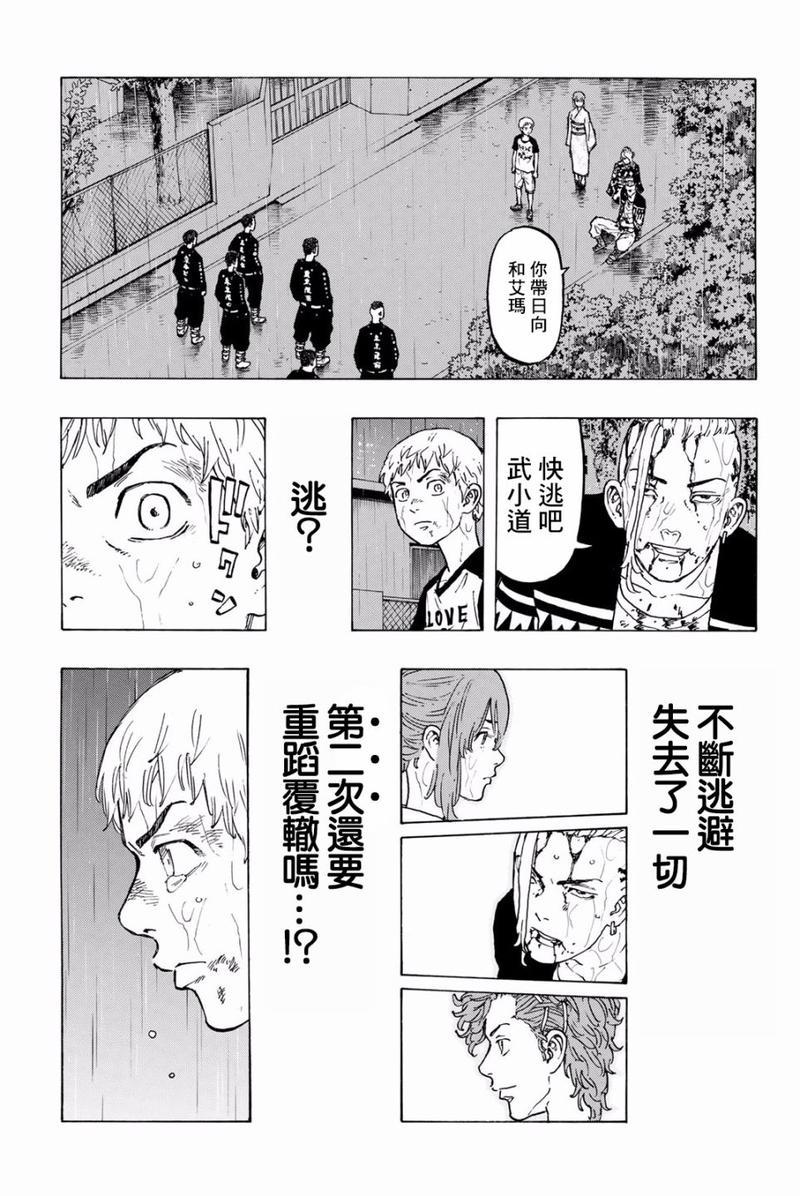 你帶日向
和艾瑪
快逃吧
武小道
LOVE
逃？
ドクン
不斷逃避
失去了一切
第二次還要
重蹈覆轍嗎…!?